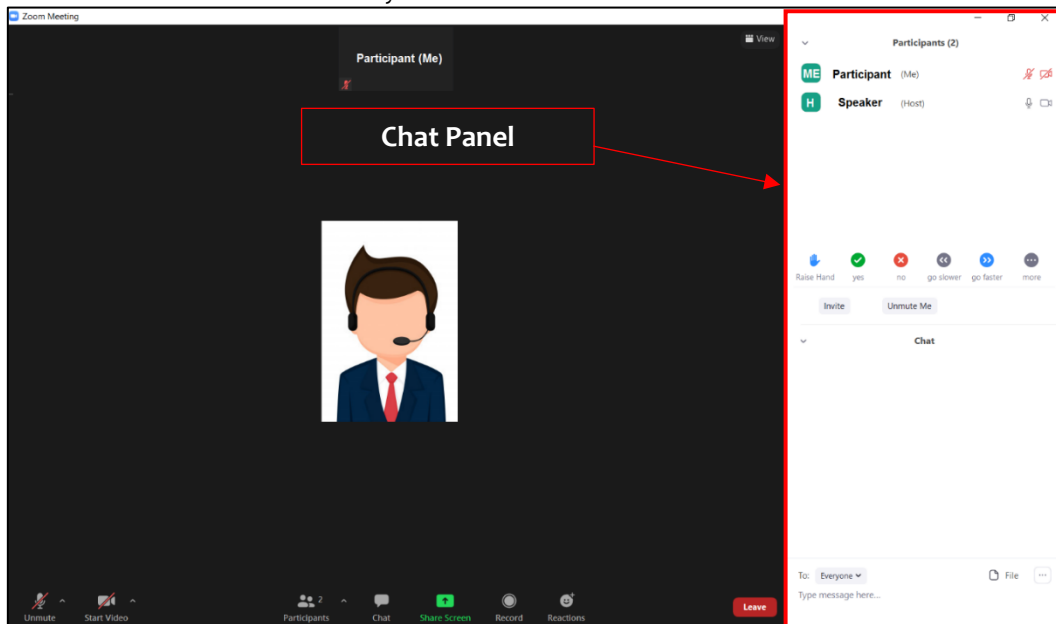 Zoom Meeting
Participant (Me)
View
Chat Panel
Participants (2)
ME Participant (Me)
H Speaker (Host)
Raise Hand yes no go slower go faster more
Invite Unmute Me
Chat
To: Everyone File ...
Type message here...
Unmute Start Video Participants 2 Chat Share Screen Record Reactions Leave